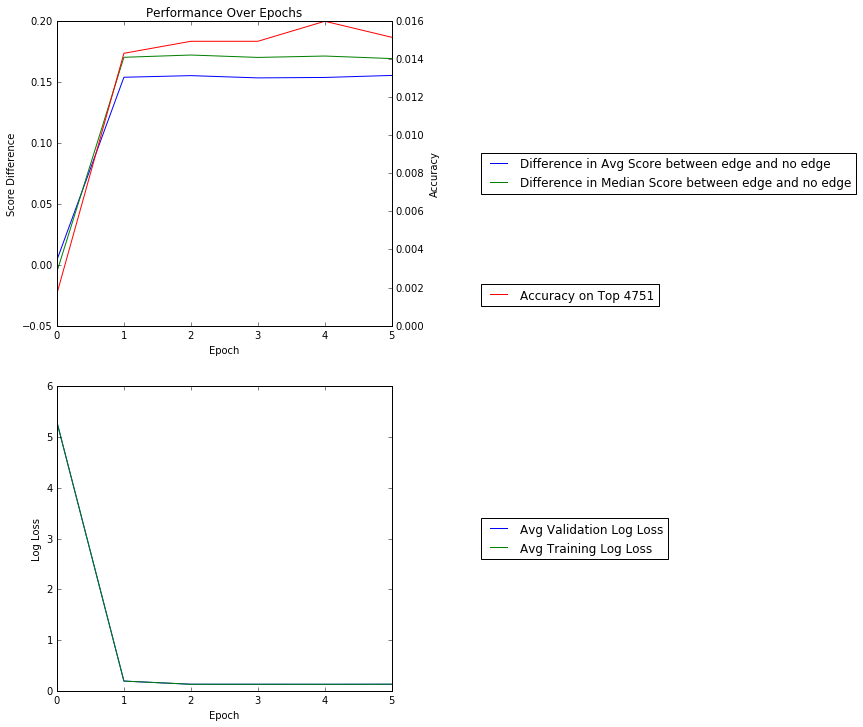 Performance Over Epochs
0.20
0.15
0.10
0.05
0.00
−0.05
Score Difference
0 1 2 3 4 5
Epoch
0.016
0.014
0.012
0.010
0.008
0.006
0.004
0.002
0.000
Accuracy
Difference in Avg Score between edge and no edge
Difference in Median Score between edge and no edge
Accuracy on Top 4751
6
5
4
3
2
1
0
Log Loss
0 1 2 3 4 5
Epoch
Avg Validation Log Loss
Avg Training Log Loss